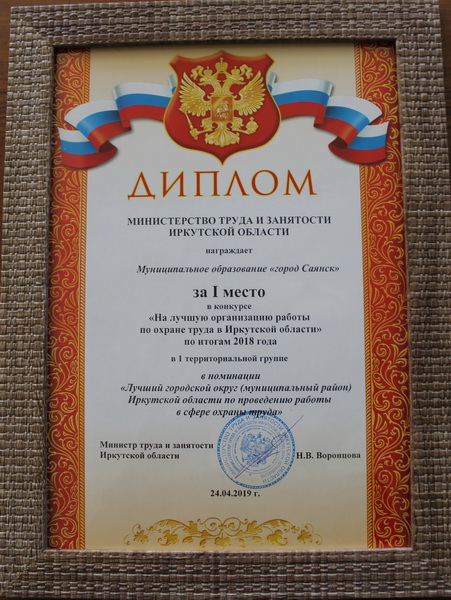 ДИПЛОМ
МИНИСТЕРСТВО ТРУДА И ЗАНЯТОСТИ
ИРКУТСКОЙ ОБЛАСТИ
награждает
Муниципальное образование «город Саянск»
за I место
в конкурсе
«На лучшую организацию работы
по охране труда в Иркутской области»
по итогам 2018 года
в 1 территориальной группе
в номинации
«Лучший городской округ (муниципальный район)
Иркутской области по проведению работы
в сфере охраны труда»
Министр труда и занятости
Иркутской области
Н.В. Воронцова
24.04.2019 г.